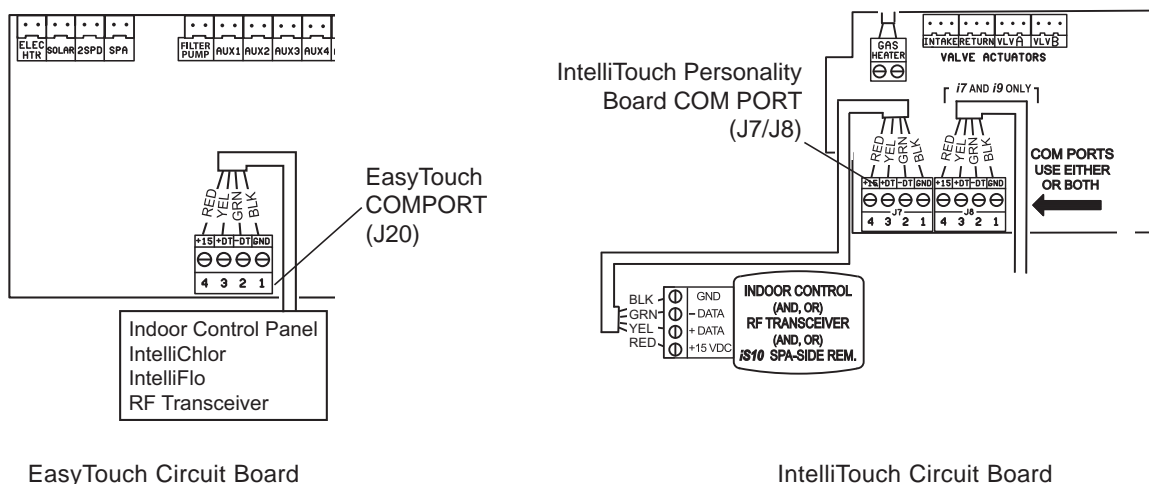 ELEC HTR
SOLAR
2SPD
SPA
FILTER PUMP
AUX1
AUX2
AUX3
AUX4
RED
YEL
GRN
BLK
+15 +DT -DT GND
4 3 2 1
EasyTouch
COMPORT
(J20)
Indoor Control Panel
IntelliChlor
IntelliFlo
RF Transceiver
EasyTouch Circuit Board
IntelliTouch Personality
Board COM PORT
(J7/J8)
GAS
HEATER
INTAKE RETURN VLV A VLV B
VALVE ACTUATORS
i7 AND i9 ONLY
RED
YEL
GRN
BLK
RED
YEL
GRN
BLK
+15 +DT -DT GND
J7
4 3 2 1
+15 +DT -DT GND
J8
4 3 2 1
COM PORTS
USE EITHER
OR BOTH
BLK
GRN
YEL
RED
GND
– DATA
+ DATA
+15 VDC
INDOOR CONTROL
(AND, OR)
RF TRANSCEIVER
(AND, OR)
iS10 SPA-SIDE REM.
IntelliTouch Circuit Board